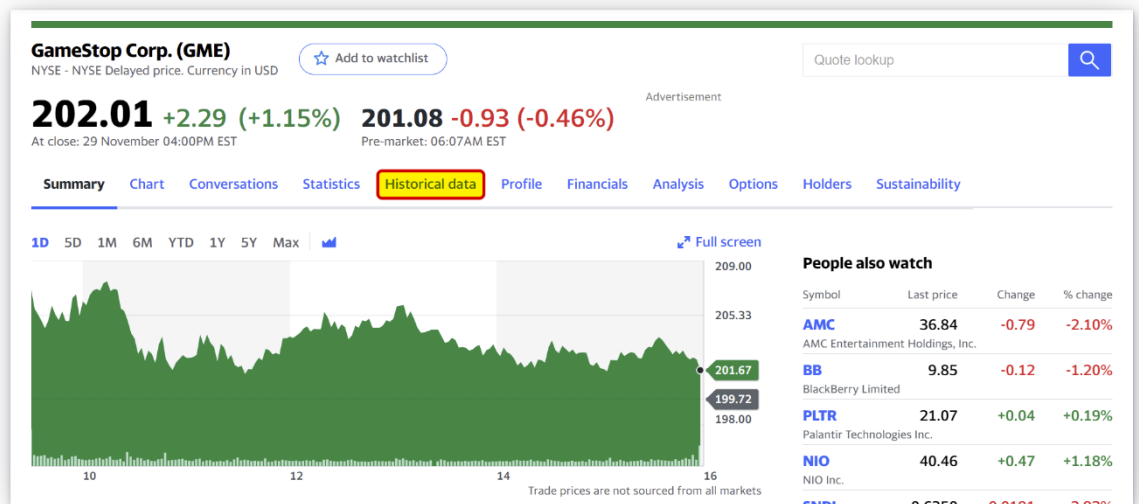 GameStop Corp. (GME)
NYSE - NYSE Delayed price. Currency in USD
Add to watchlist
Quote lookup
202.01 +2.29 (+1.15%) 201.08 -0.93 (-0.46%)
At close: 29 November 04:00PM EST Pre-market: 06:07AM EST
Advertisement
Summary Chart Conversations Statistics Historical data Profile Financials Analysis Options Holders Sustainability
1D 5D 1M 6M YTD 1Y 5Y Max Full screen
209.00
205.33
201.67
199.72
198.00
10 12 14 16
Trade prices are not sourced from all markets
People also watch
Symbol Last price Change % change
AMC 36.84 -0.79 -2.10%
AMC Entertainment Holdings, Inc.
BB 9.85 -0.12 -1.20%
BlackBerry Limited
PLTR 21.07 +0.04 +0.19%
Palantir Technologies Inc.
NIO 40.46 +0.47 +1.18%
NIO Inc.